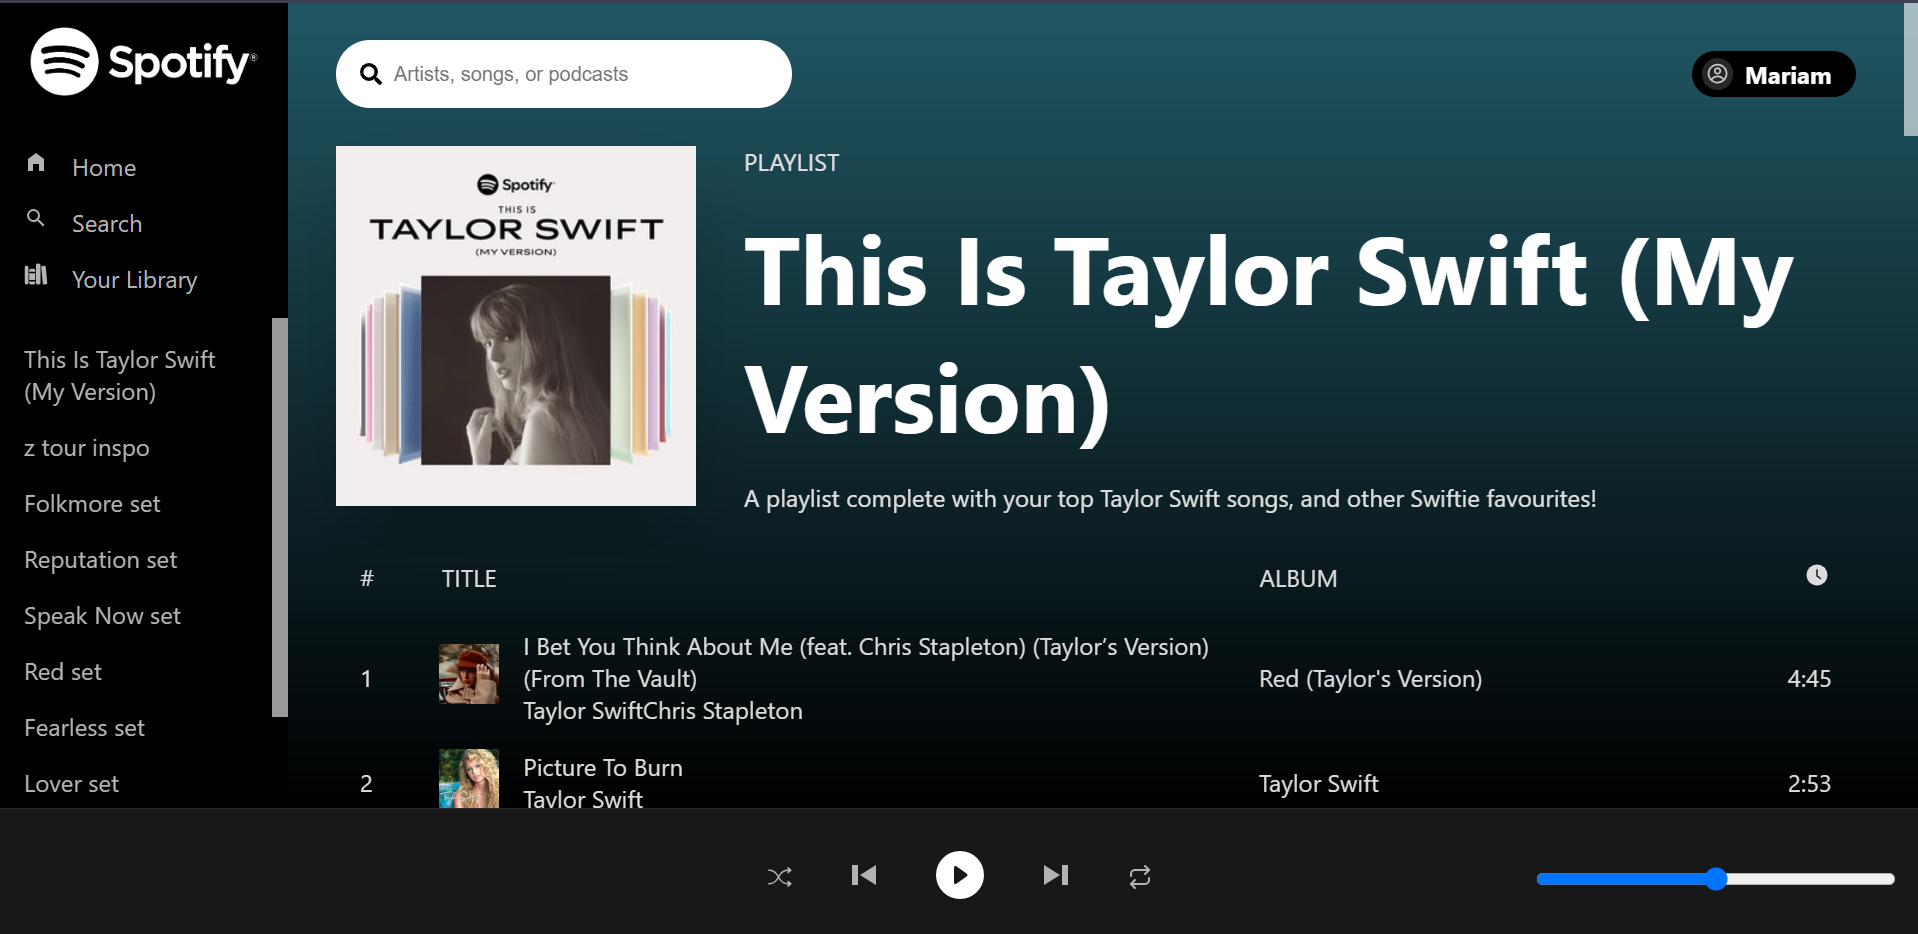 Spotify®
Home
Search
Your Library
This Is Taylor Swift
(My Version)
z tour inspo
Folkmore set
Reputation set
Speak Now set
Red set
Fearless set
Lover set
Artists, songs, or podcasts
Mariam
Spotify
THIS IS
TAYLOR SWIFT
(MY VERSION)
PLAYLIST
This Is Taylor Swift (My
Version)
A playlist complete with your top Taylor Swift songs, and other Swiftie favourites!
# TITLE ALBUM
1 I Bet You Think About Me (feat. Chris Stapleton) (Taylor’s Version)
(From The Vault)
Taylor SwiftChris Stapleton
Red (Taylor's Version) 4:45
2 Picture To Burn
Taylor Swift
Taylor Swift 2:53